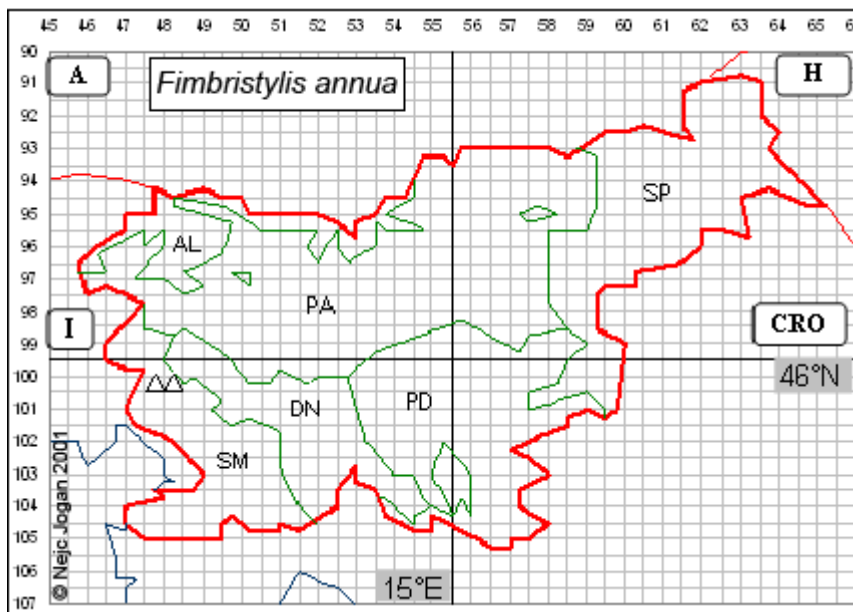 45 46 47 48 49 50 51 52 53 54 55 56 57 58 59 60 61 62 63 64 65 6
90
A
Fimbristylis annua
H
91
92
93
94
SP
95
AL
96
97
PA
98
I
CRO
99
46°N
100
101
DN
PD
102
SM
103
104
105
106
107
15°E
© Nejc Jogan 2001